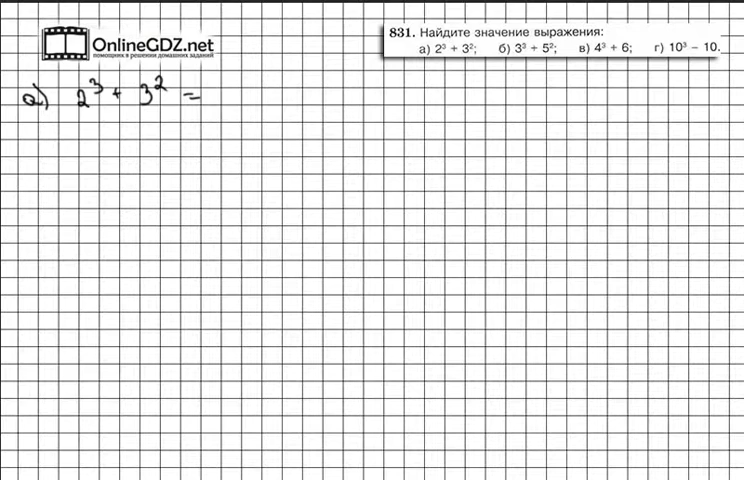 OnlineGDZ.net
помощник в решении домашних заданий
831. Найдите значение выражения:
а) 2³ + 3²; б) 3³ + 5²; в) 4³ + 6; г) 10³ − 10.
а) 2³ + 3² =